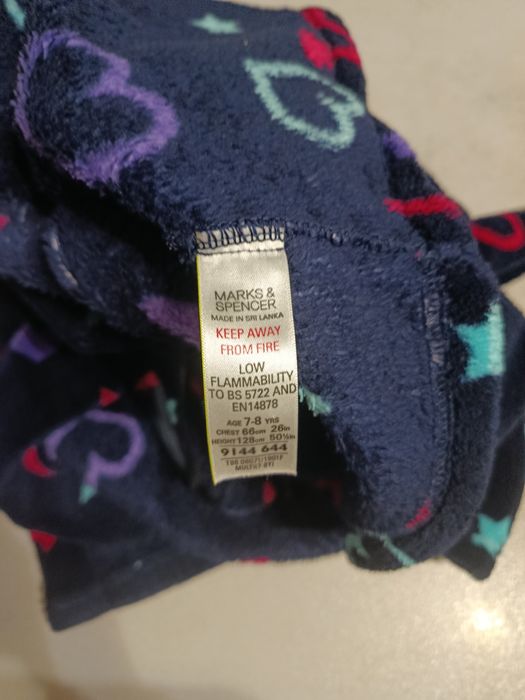 MARKS &
SPENCER
MADE IN SRI LANKA
KEEP AWAY
FROM FIRE
LOW
FLAMMABILITY
TO BS 5722 AND
EN14878
AGE 7-8 YRS
CHEST 66cm 26in
HEIGHT 128cm 50½in
9144 644